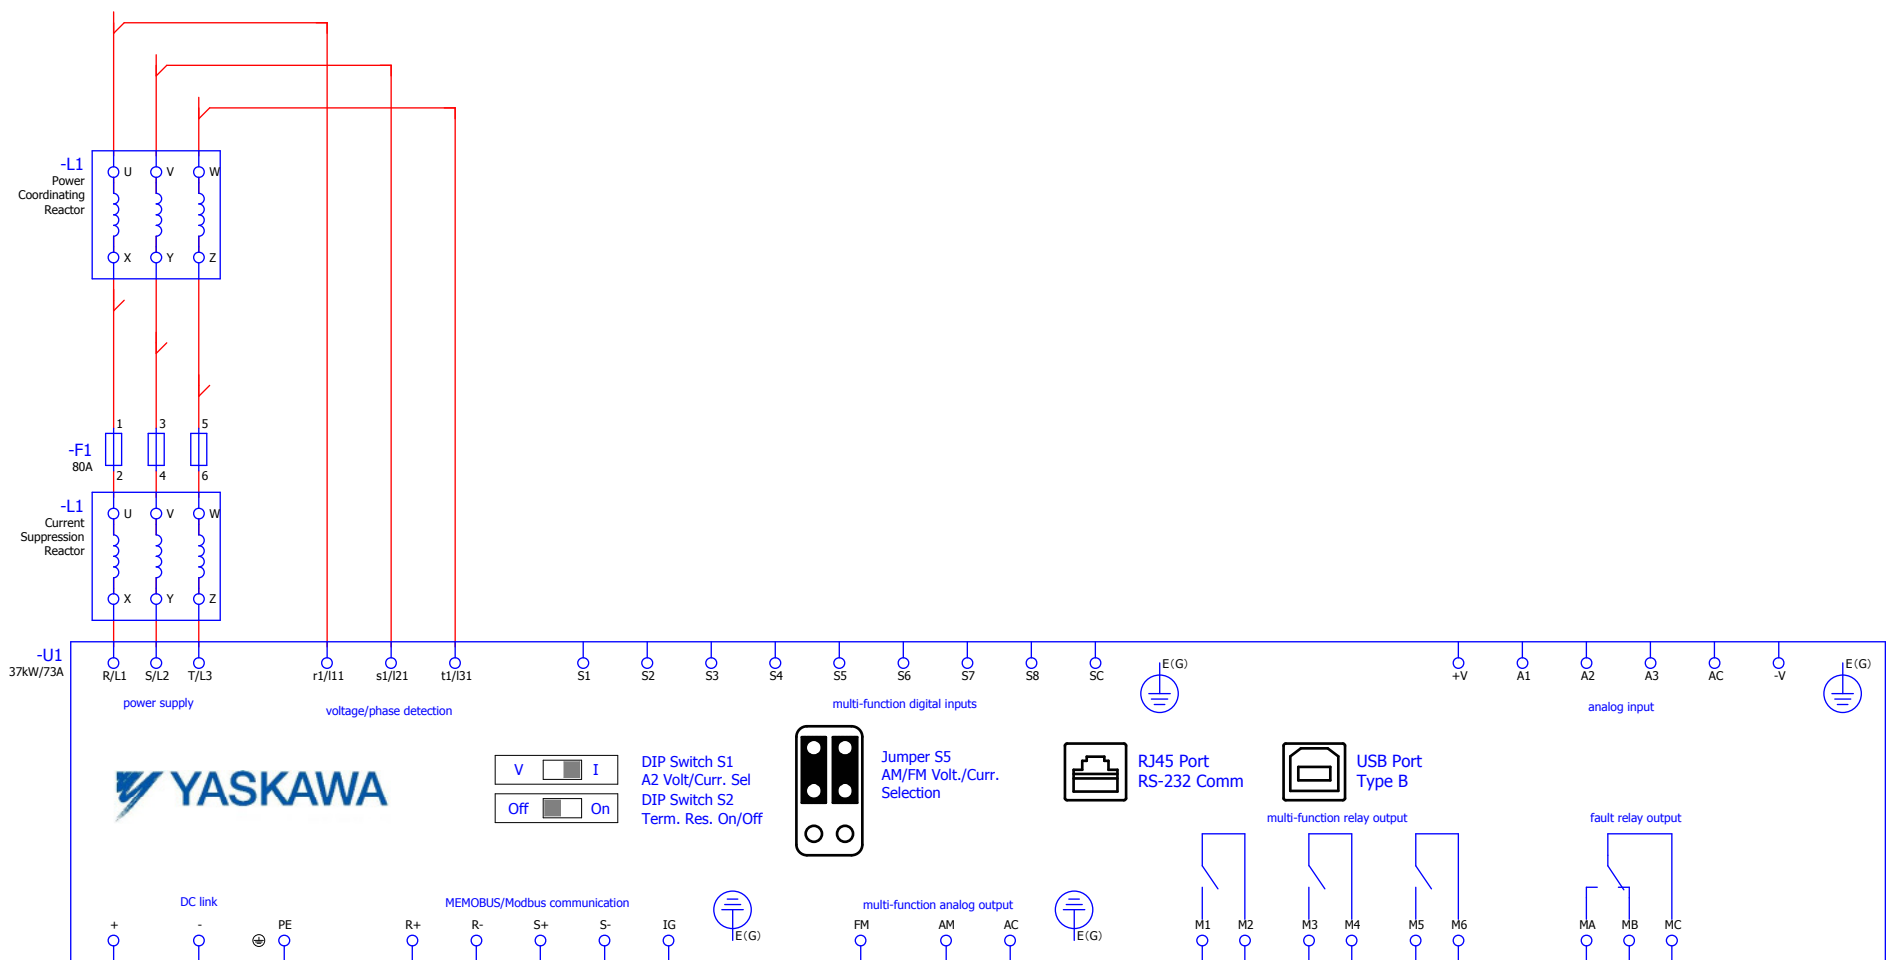 -L1
Power
Coordinating
Reactor
U V W
X Y Z
1 3 5
-F1
80A
2 4 6
-L1
Current
Suppression
Reactor
U V W
X Y Z
-U1
37kW/73A
R/L1 S/L2 T/L3 r1/l11 s1/l21 t1/l31 S1 S2 S3 S4 S5 S6 S7 S8 SC E(G) +V A1 A2 A3 AC -V E(G)
power supply
voltage/phase detection
multi-function digital inputs
analog input
YASKAWA
V I
DIP Switch S1
A2 Volt/Curr. Sel
Off On
DIP Switch S2
Term. Res. On/Off
Jumper S5
AM/FM Volt./Curr.
Selection
RJ45 Port
RS-232 Comm
USB Port
Type B
multi-function relay output
fault relay output
DC link
MEMOBUS/Modbus communication
multi-function analog output
+ - PE R+ R- S+ S- IG E(G) FM AM AC E(G) M1 M2 M3 M4 M5 M6 MA MB MC